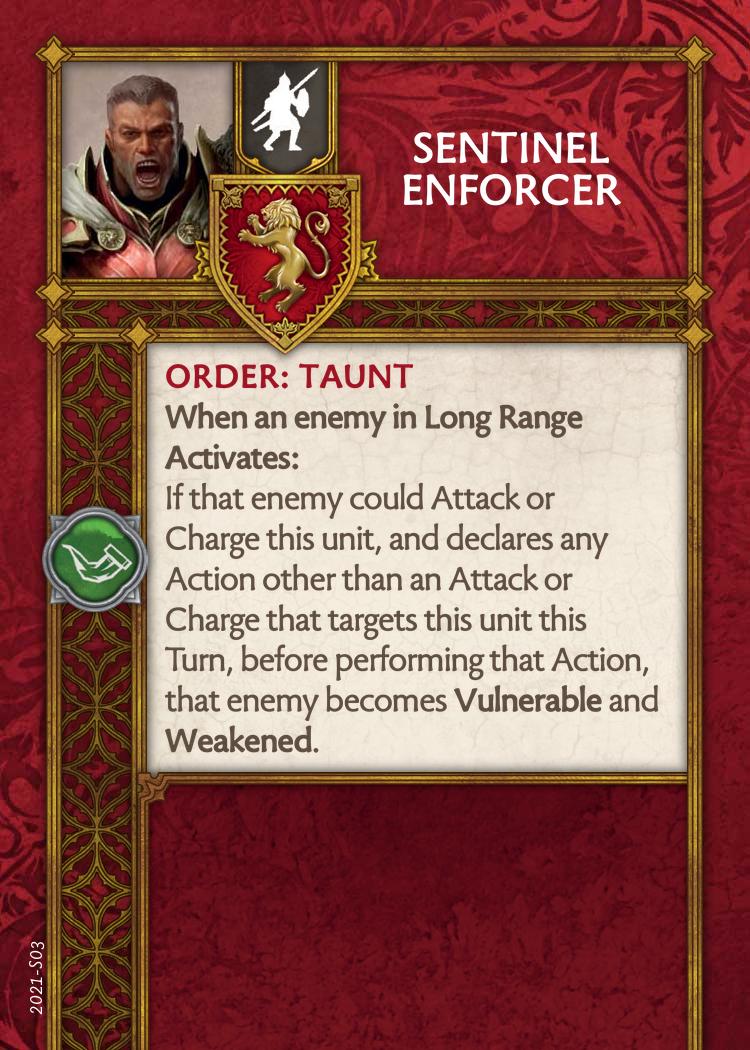 SENTINEL
ENFORCER
ORDER: TAUNT
When an enemy in Long Range
Activates:
If that enemy could Attack or
Charge this unit, and declares any
Action other than an Attack or
Charge that targets this unit this
Turn, before performing that Action,
that enemy becomes Vulnerable and
Weakened.
2021-S03